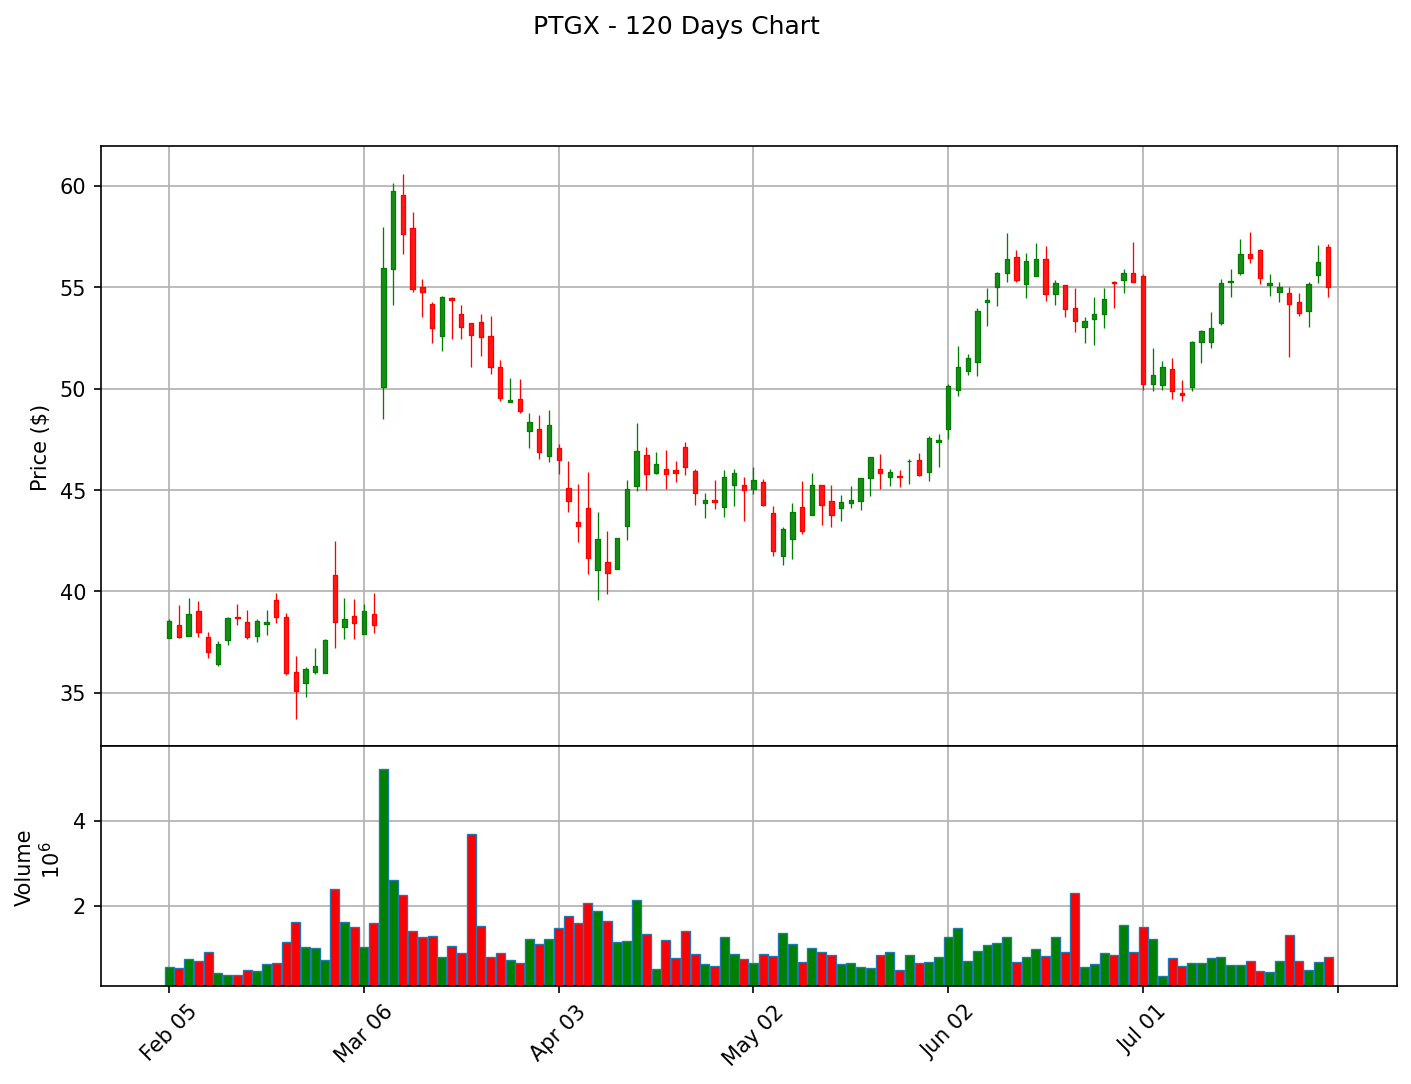 PTGX - 120 Days Chart
Price ($)
60
55
50
45
40
35
Volume
10⁶
4
2
Feb 05
Mar 06
Apr 03
May 02
Jun 02
Jul 01